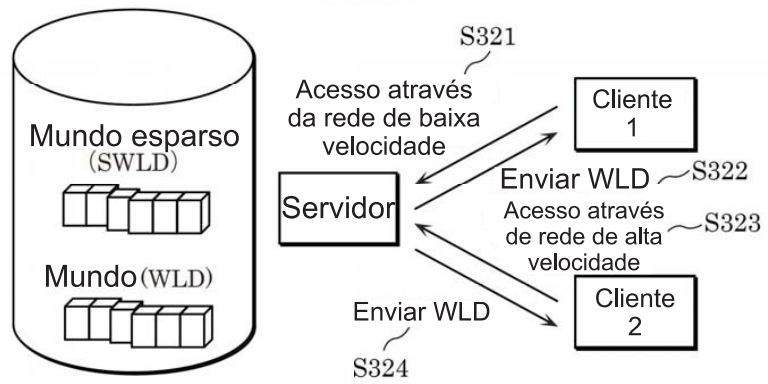 S321
Acesso através
da rede de baixa
velocidade
Cliente
1
Mundo esparso
(SWLD)
Servidor
Enviar WLD
S322
Acesso através
de rede de alta
velocidade
S323
Mundo (WLD)
Enviar WLD
S324
Cliente
2